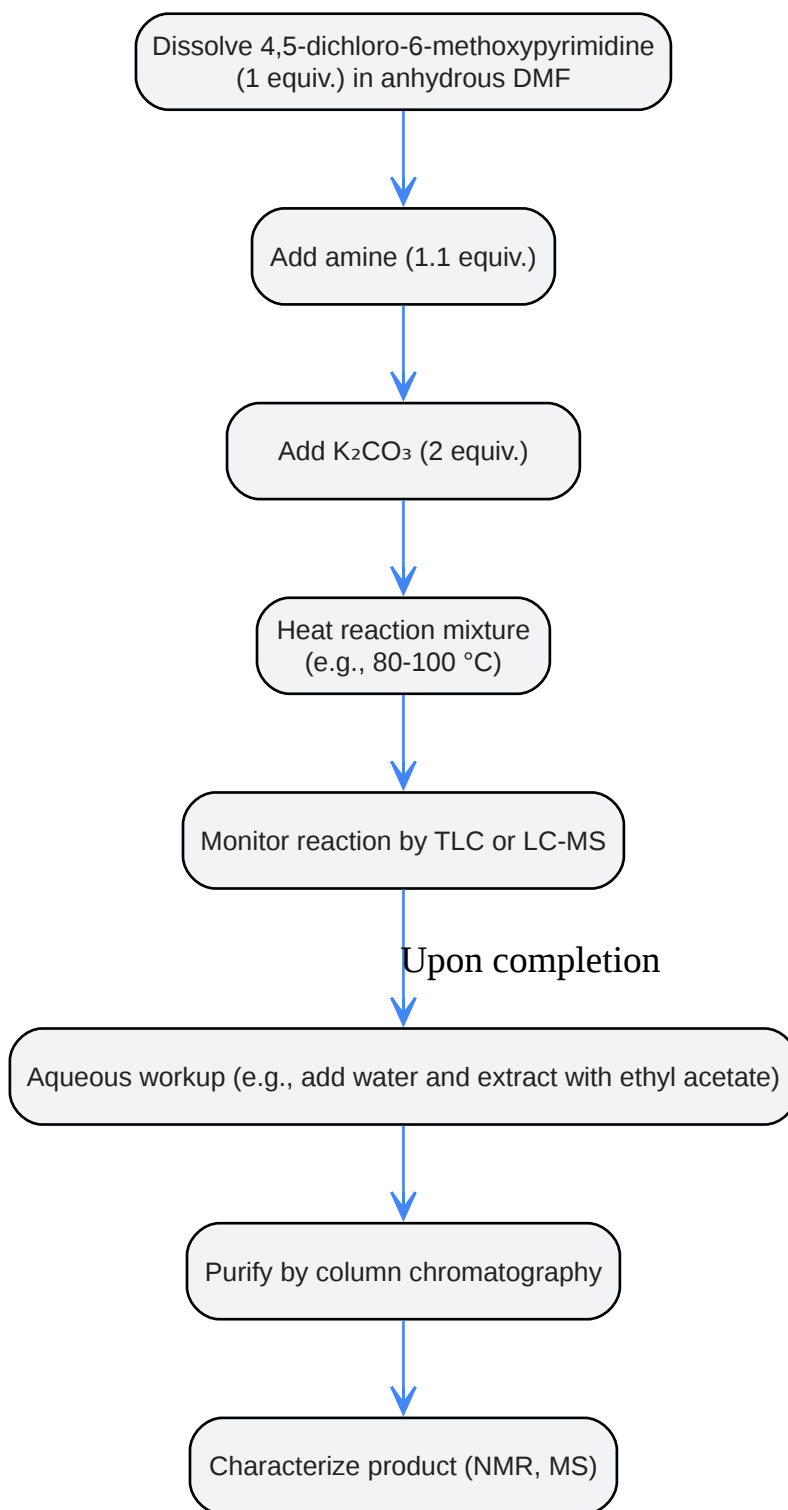 Dissolve 4,5-dichloro-6-methoxypyrimidine
(1 equiv.) in anhydrous DMF
Add amine (1.1 equiv.)
Add K₂CO₃ (2 equiv.)
Heat reaction mixture
(e.g., 80-100 °C)
Monitor reaction by TLC or LC-MS
Upon completion
Aqueous workup (e.g., add water and extract with ethyl acetate)
Purify by column chromatography
Characterize product (NMR, MS)